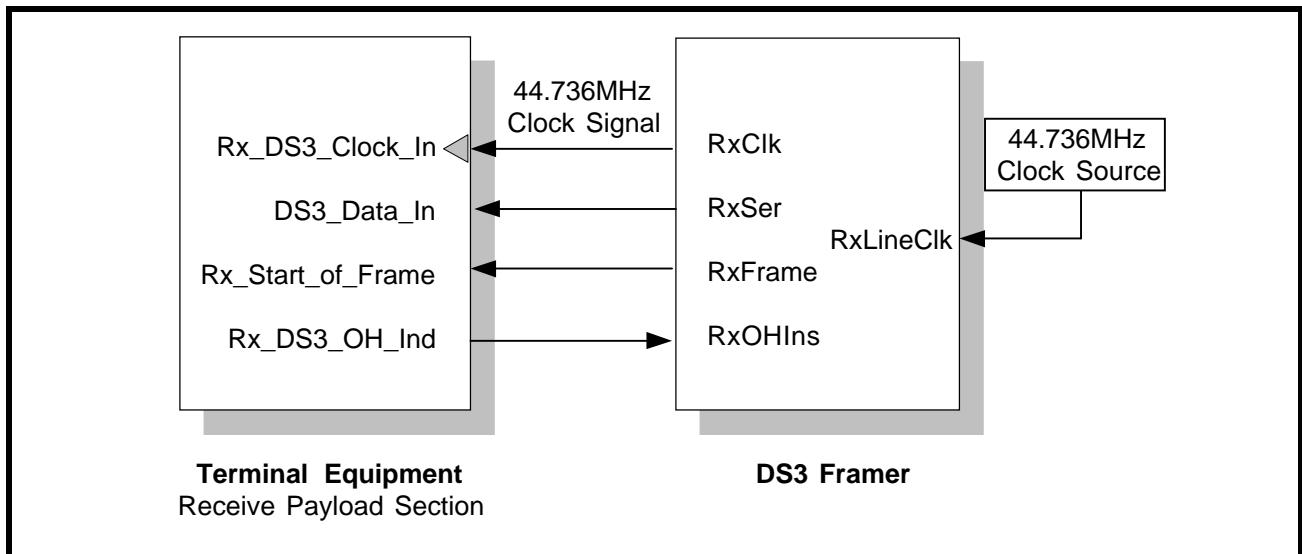 44.736MHz
Clock Signal
Rx_DS3_Clock_In
DS3_Data_In
Rx_Start_of_Frame
Rx_DS3_OH_Ind
RxClk
RxSer
RxLineClk
RxFrame
RxOHIns
44.736MHz
Clock Source
Terminal Equipment
Receive Payload Section
DS3 Framer